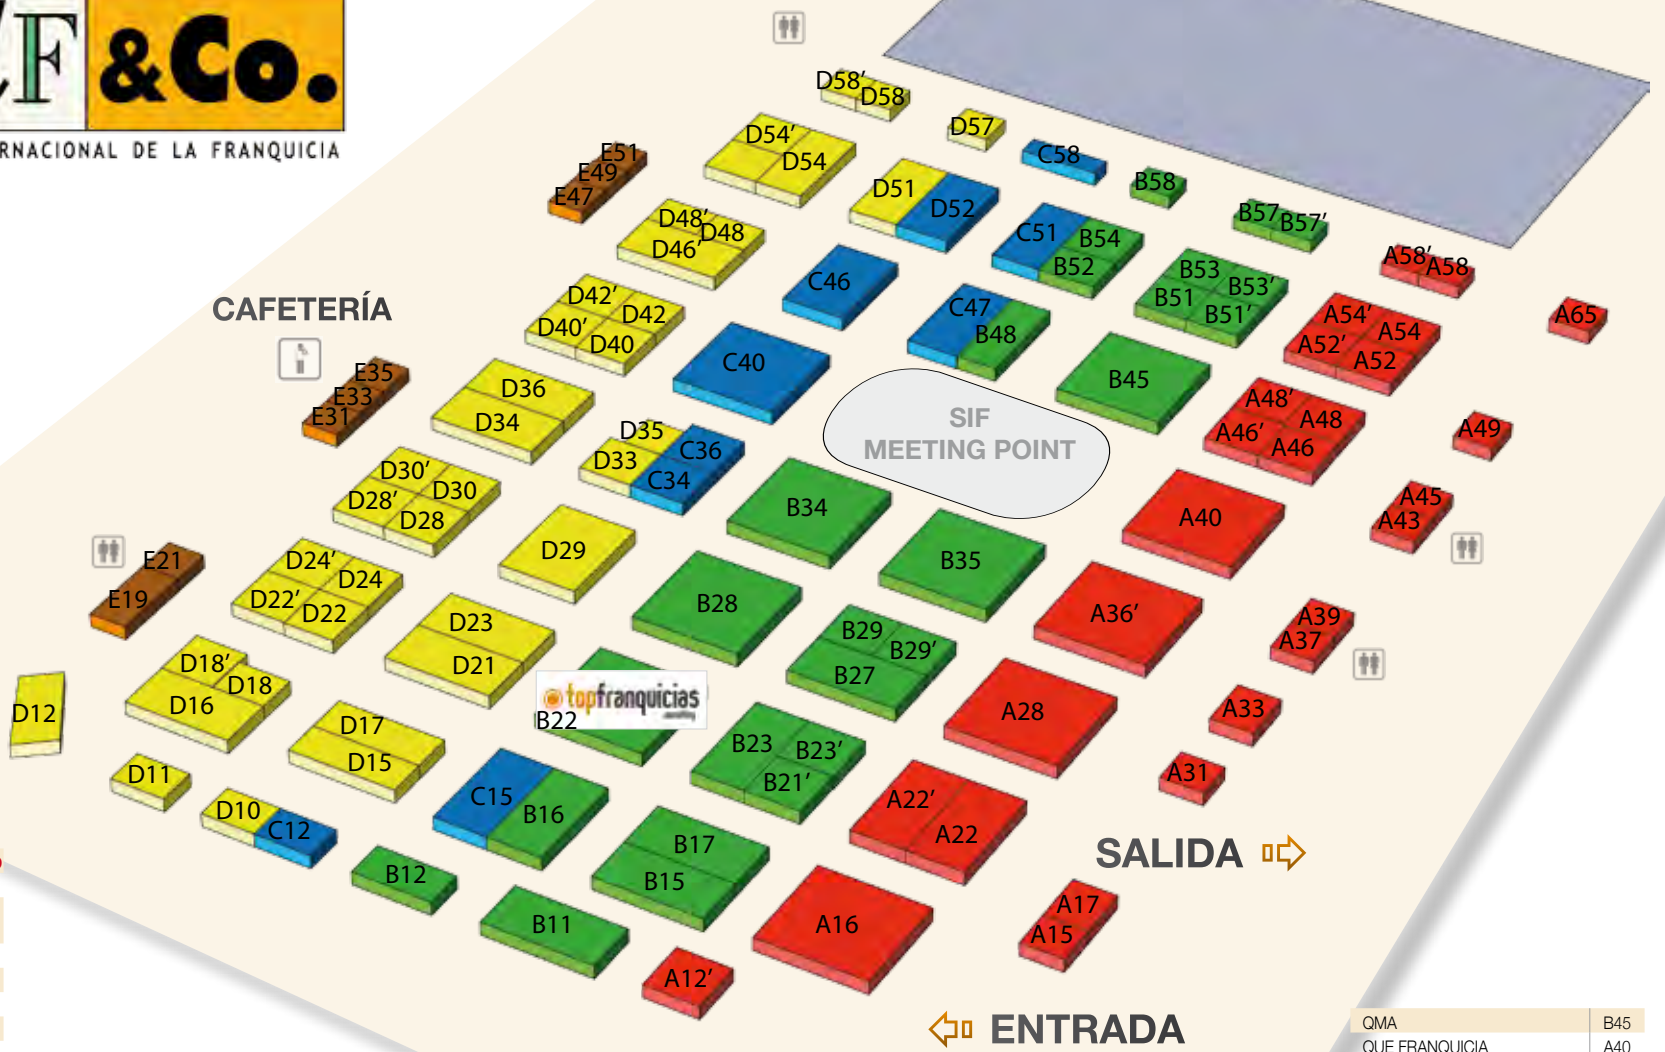 F &Co.
RNACIONAL DE LA FRANQUICIA
D58' D58
D57
C58
B58
B57 B57'
A58' A58
A65
E51
E49
E47
D54'
D54
D51
D52
C51
B54
B52
B53
B53'
B51
B51'
A54'
A54
A52'
A52
D48' D48
D46'
C46
C47
B48
B45
A48'
A48
A46'
A46
A49
CAFETERÍA
D42'
D42
D40'
D40
C40
SIF
MEETING POINT
A45
A43
E35
E33
E31
D36
D34
D35
D33
C36
C34
B34
B35
A40
D30'
D30
D28'
D28
D29
B28
B29
B29'
B27
A36'
A39
A37
E21
E19
D24'
D24
D22'
D22
D23
D21
topfranquicias
B22
A28
A33
A31
D18'
D18
D16
D12
D17
D15
B23
B23'
B21'
A22'
A22
D11
D10
C12
C15
B16
B17
B15
SALIDA
B12
B11
A16
A17
A15
A12'
ENTRADA
QMA B45
QUE FRANQUICIA A40